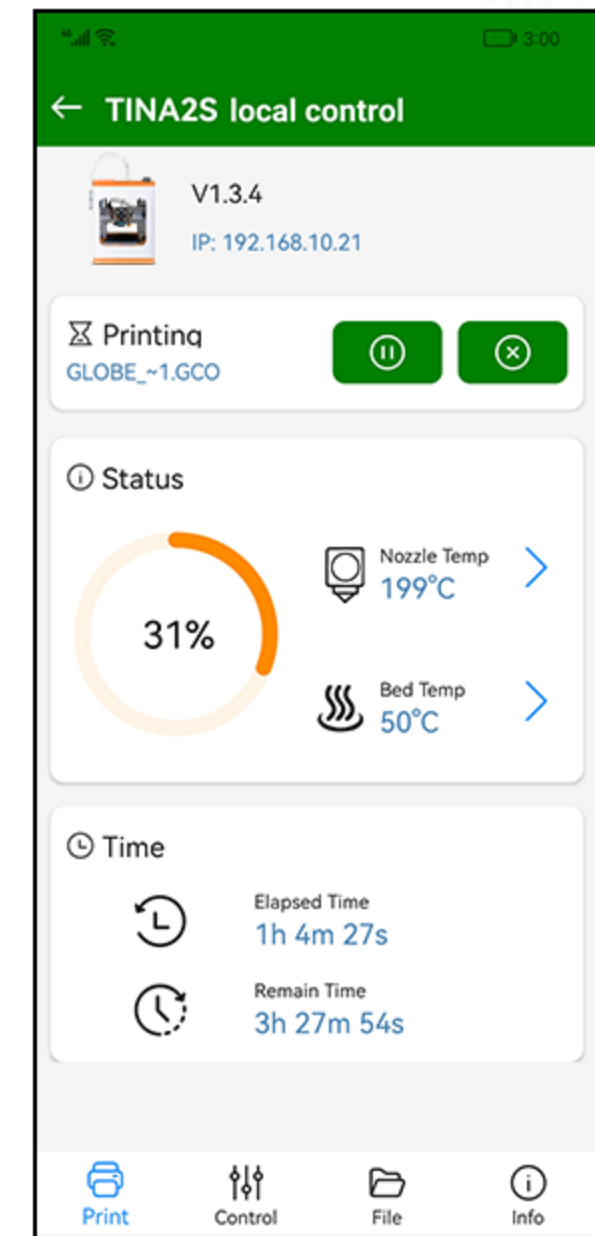 3:00
TINA2S local control
V1.3.4
IP: 192.168.10.21
Printing
GLOBE_~1.GCO
Status
31%
Nozzle Temp
199°C
Bed Temp
50°C
Time
Elapsed Time
1h 4m 27s
Remain Time
3h 27m 54s
Print Control File Info